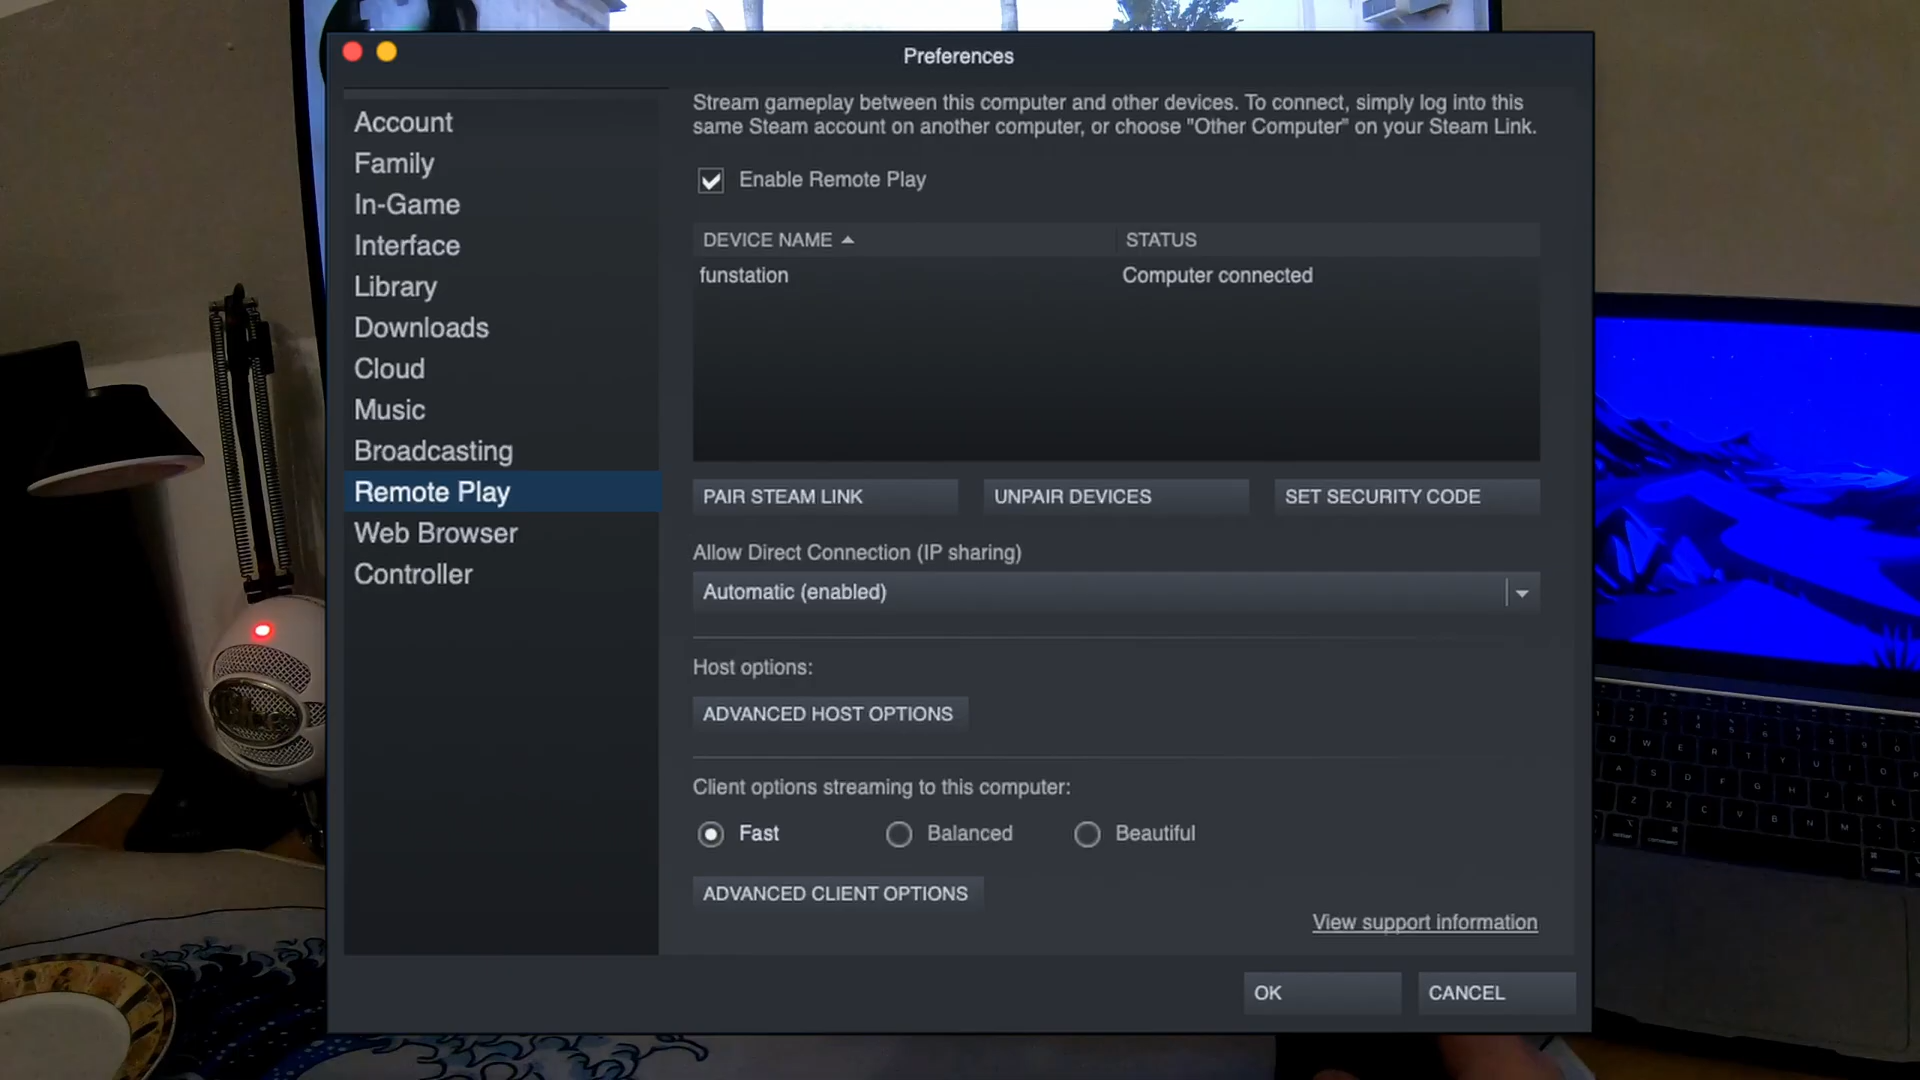 Preferences
Account
Family
In-Game
Interface
Library
Downloads
Cloud
Music
Broadcasting
Remote Play
Web Browser
Controller
Stream gameplay between this computer and other devices. To connect, simply log into this
same Steam account on another computer, or choose "Other Computer" on your Steam Link.
Enable Remote Play
DEVICE NAME STATUS
funstation Computer connected
PAIR STEAM LINK UNPAIR DEVICES SET SECURITY CODE
Allow Direct Connection (IP sharing)
Automatic (enabled)
Host options:
ADVANCED HOST OPTIONS
Client options streaming to this computer:
Fast Balanced Beautiful
ADVANCED CLIENT OPTIONS
View support information
OK CANCEL